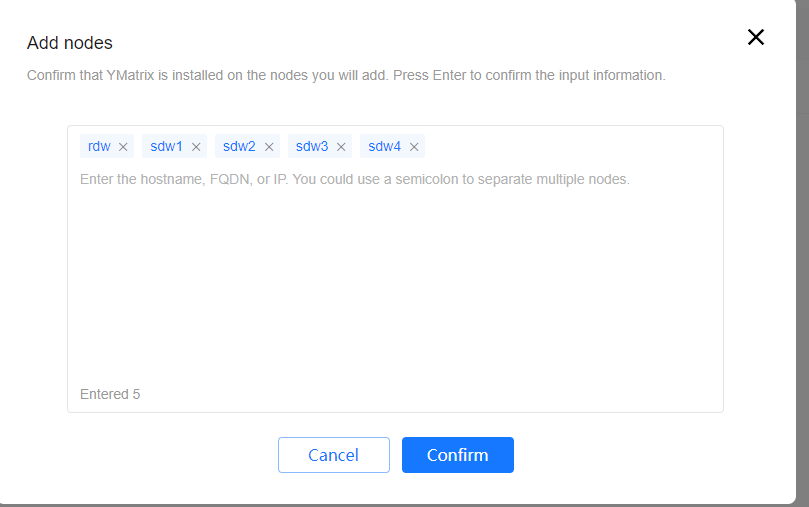 Add nodes
Confirm that YMatrix is installed on the nodes you will add. Press Enter to confirm the input information.
rdw sdw1 sdw2 sdw3 sdw4
Enter the hostname, FQDN, or IP. You could use a semicolon to separate multiple nodes.
Entered 5
Cancel Confirm